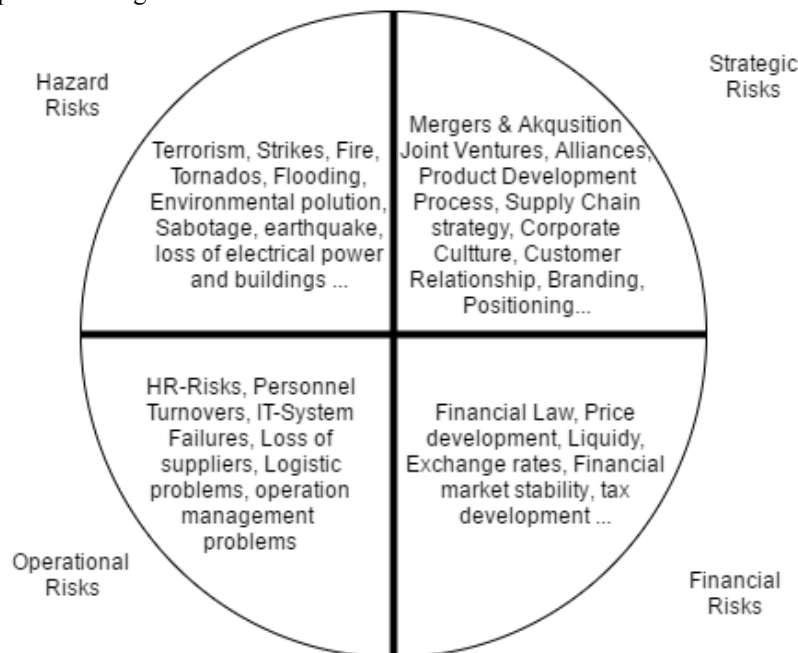 Hazard
Risks
Strategic
Risks
Terrorism, Strikes, Fire,
Tornados, Flooding,
Environmental polution,
Sabotage, earthquake,
loss of electrical power
and buildings ...
Mergers & Akqusition
Joint Ventures, Alliances,
Product Development
Process, Supply Chain
strategy, Corporate
Cultture, Customer
Relationship, Branding,
Positioning...
HR-Risks, Personnel
Turnovers, IT-System
Failures, Loss of
suppliers, Logistic
problems, operation
management
problems
Financial Law, Price
development, Liquidy,
Exchange rates, Financial
market stability, tax
development ...
Operational
Risks
Financial
Risks